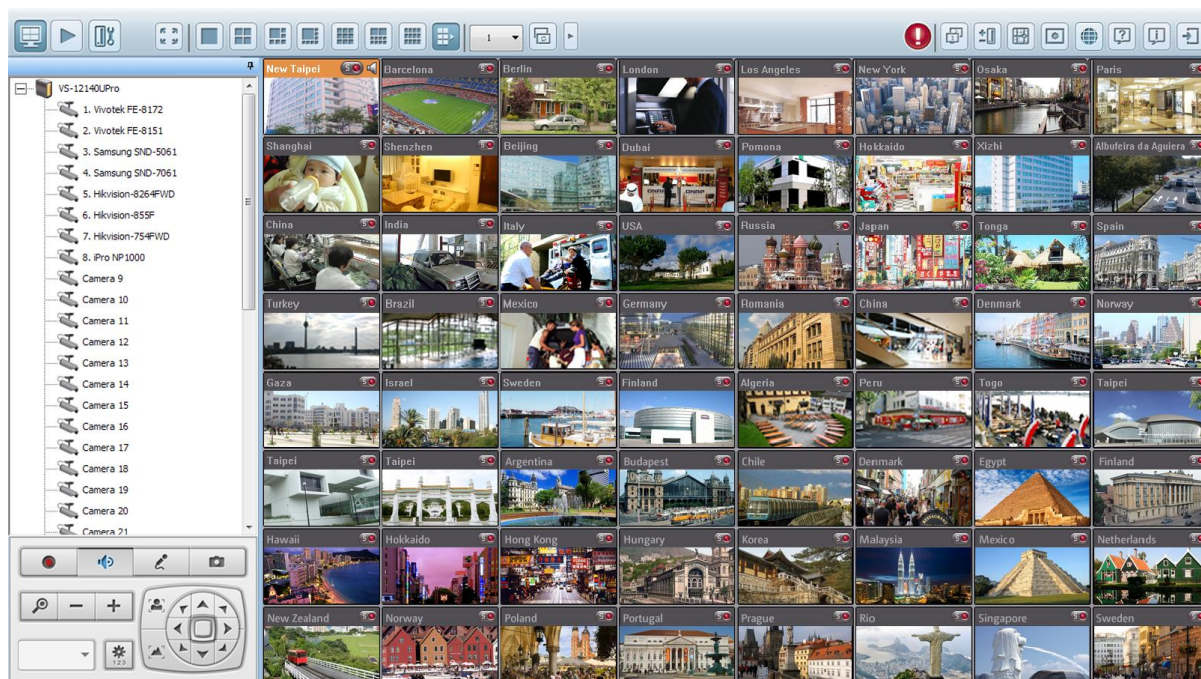 1
VS-12140UPro
1. Vivotek FE-8172
2. Vivotek FE-8151
3. Samsung SND-5061
4. Samsung SND-7061
5. Hikvision-8264FWD
6. Hikvision-855F
7. Hikvision-754FWD
8. iPro NP1000
Camera 9
Camera 10
Camera 11
Camera 12
Camera 13
Camera 14
Camera 15
Camera 16
Camera 17
Camera 18
Camera 19
Camera 20
Camera 21
123
New Taipei Barcelona Berlin London Los Angeles New York Osaka Paris
Shanghai Shenzhen Beijing Dubai Pomona Hokkaido Xizhi Albufeira da Aguiera
QNAP
China India Italy USA Russia Japan Tonga Spain
Turkey Brazil Mexico Germany Romania China Denmark Norway
Gaza Israel Sweden Finland Algeria Peru Togo Taipei
Taipei Taipei Argentina Budapest Chile Denmark Egypt Finland
Hawaii Hokkaido Hong Kong Hungary Korea Malaysia Mexico Netherlands
New Zealand Norway Poland Portugal Prague Rio Singapore Sweden